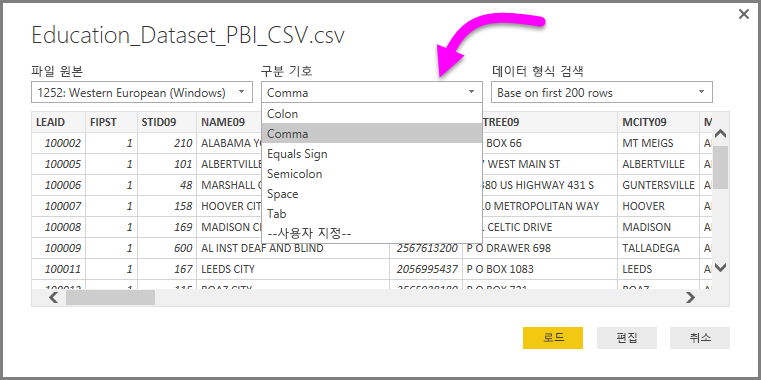 Education_Dataset_PBI_CSV.csv
파일 원본 구분 기호 데이터 형식 검색
1252: Western European (Windows) Comma Base on first 200 rows
Colon
Comma
Equals Sign
Semicolon
Space
Tab
--사용자 지정--
LEAID FIPST STID09 NAME09 TREE09 MCITY09 M
100002 1 210 ALABAMA YO BOX 66 MT MEIGS A
100005 1 101 ALBERTVILLE WEST MAIN ST ALBERTVILLE A
100006 1 48 MARSHALL C 380 US HIGHWAY 431 S GUNTERSVILLE A
100007 1 158 HOOVER CITY 10 METROPOLITAN WAY HOOVER A
100008 1 169 MADISON CI CELTIC DRIVE MADISON A
100009 1 600 AL INST DEAF AND BLIND 2567613200 P O DRAWER 698 TALLADEGA A
100011 1 167 LEEDS CITY 2056995437 P O BOX 1083 LEEDS A
로드 편집 취소